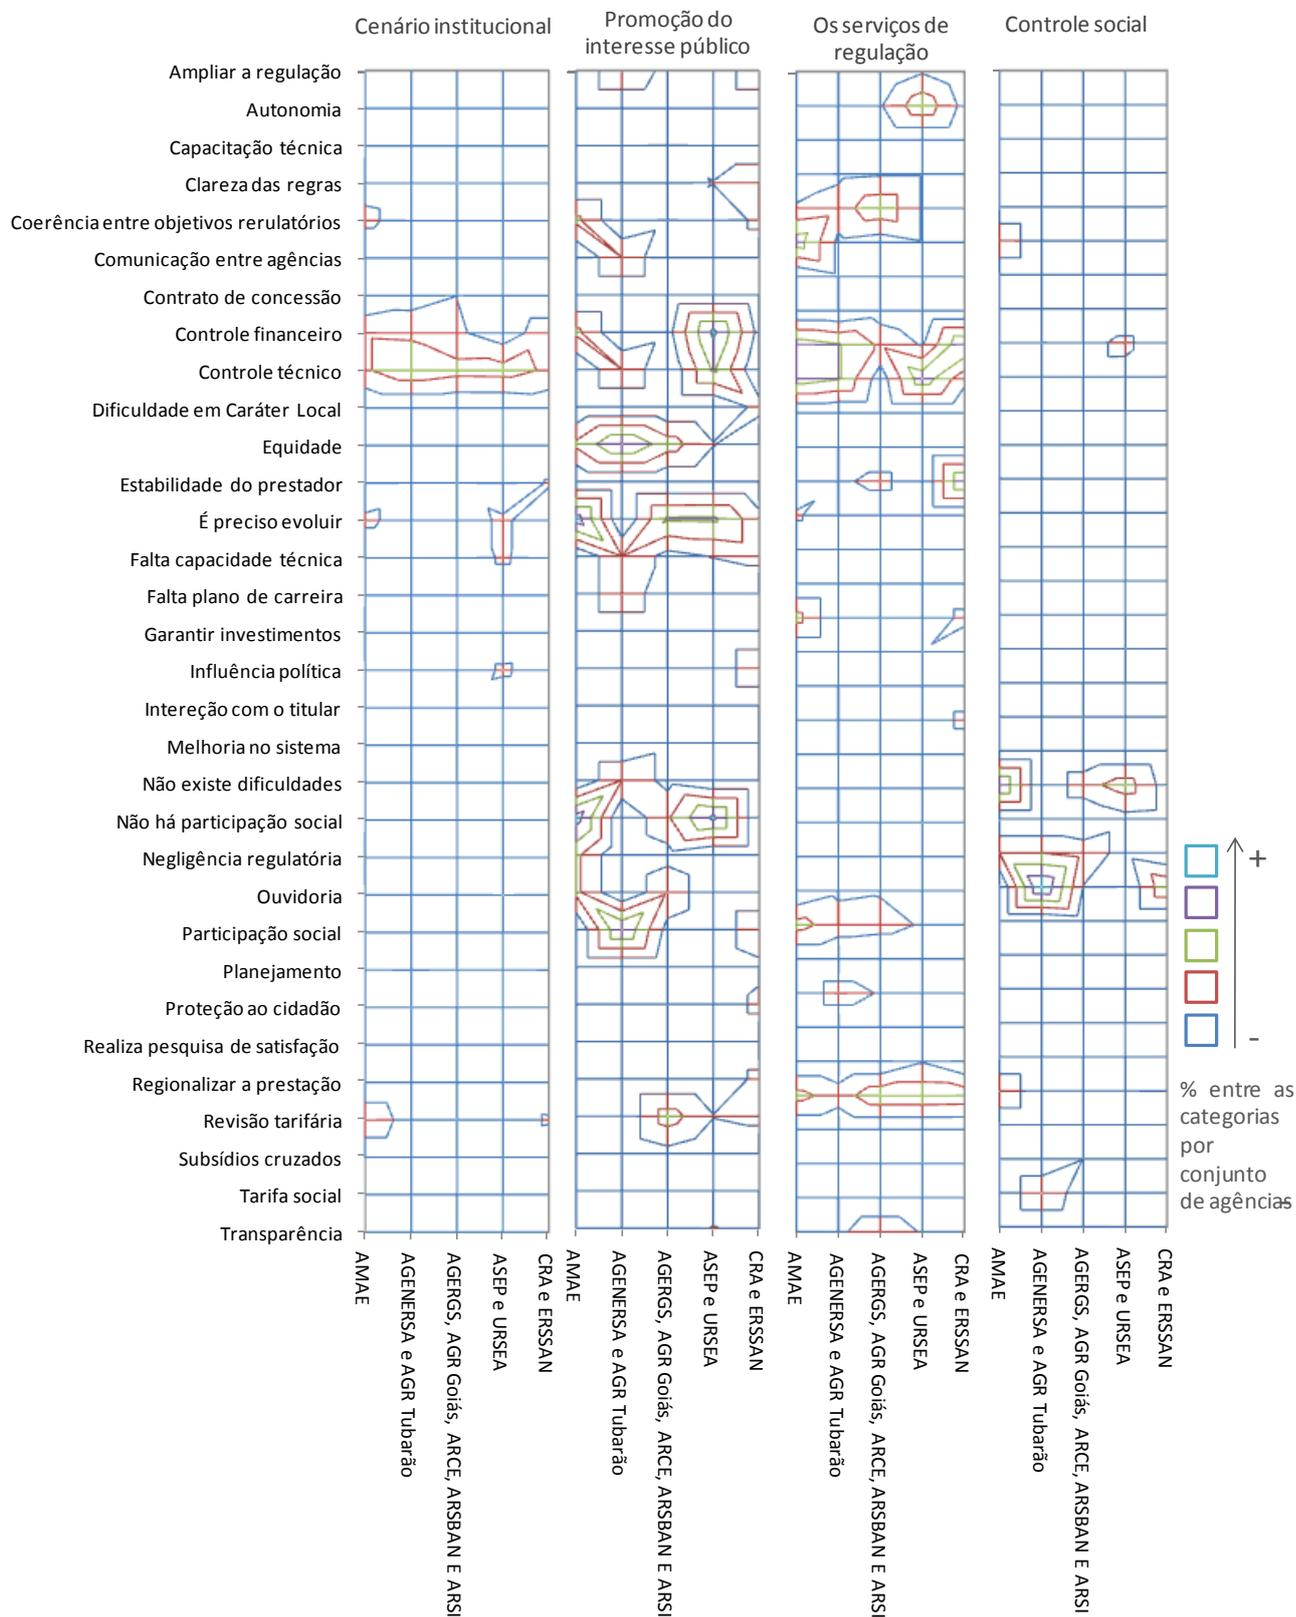 Cenário institucional
Promoção do
interesse público
Os serviços de
regulação
Controle social
Ampliar a regulação
Autonomia
Capacitação técnica
Clareza das regras
Coerência entre objetivos rerulatórios
Comunicação entre agências
Contrato de concessão
Controle financeiro
Controle técnico
Dificuldade em Caráter Local
Equidade
Estabilidade do prestador
É preciso evoluir
Falta capacidade técnica
Falta plano de carreira
Garantir investimentos
Influência política
Intereção com o titular
Melhoria no sistema
Não existe dificuldades
Não há participação social
Negligência regulatória
Ouvidoria
Participação social
Planejamento
Proteção ao cidadão
Realiza pesquisa de satisfação
Regionalizar a prestação
Revisão tarifária
Subsídios cruzados
Tarifa social
Transparência
+
-
% entre as
categorias
por
conjunto
de agências
AMAE
AGENERSA e AGR Tubarão
AGERGS, AGR Goiás, ARCE, ARSBAN E ARSI
ASEP e URSEA
CRA e ERSSAN
AMAE
AGENERSA e AGR Tubarão
AGERGS, AGR Goiás, ARCE, ARSBAN E ARSI
ASEP e URSEA
CRA e ERSSAN
AMAE
AGENERSA e AGR Tubarão
AGERGS, AGR Goiás, ARCE, ARSBAN E ARSI
ASEP e URSEA
CRA e ERSSAN
AMAE
AGENERSA e AGR Tubarão
AGERGS, AGR Goiás, ARCE, ARSBAN E ARSI
ASEP e URSEA
CRA e ERSSAN